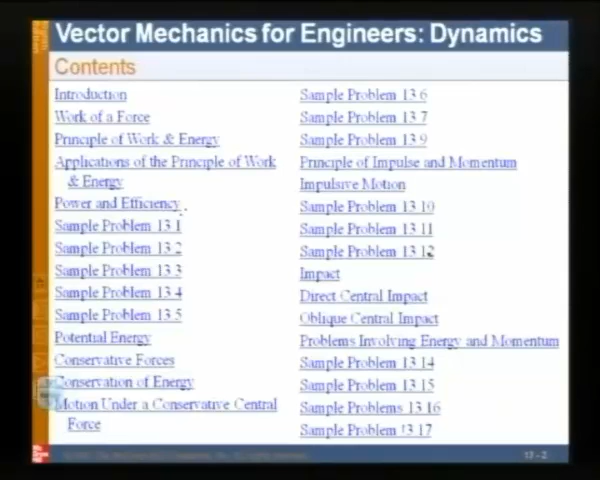 Vector Mechanics for Engineers: Dynamics
Contents
Introduction
Work of a Force
Principle of Work & Energy
Applications of the Principle of Work
& Energy
Power and Efficiency
Sample Problem 13.1
Sample Problem 13.2
Sample Problem 13.3
Sample Problem 13.4
Sample Problem 13.5
Potential Energy
Conservative Forces
Conservation of Energy
Motion Under a Conservative Central
Force
Sample Problem 13.6
Sample Problem 13.7
Sample Problem 13.9
Principle of Impulse and Momentum
Impulsive Motion
Sample Problem 13.10
Sample Problem 13.11
Sample Problem 13.12
Impact
Direct Central Impact
Oblique Central Impact
Problems Involving Energy and Momentum
Sample Problem 13.14
Sample Problem 13.15
Sample Problems 13.16
Sample Problem 13.17
13 - 2